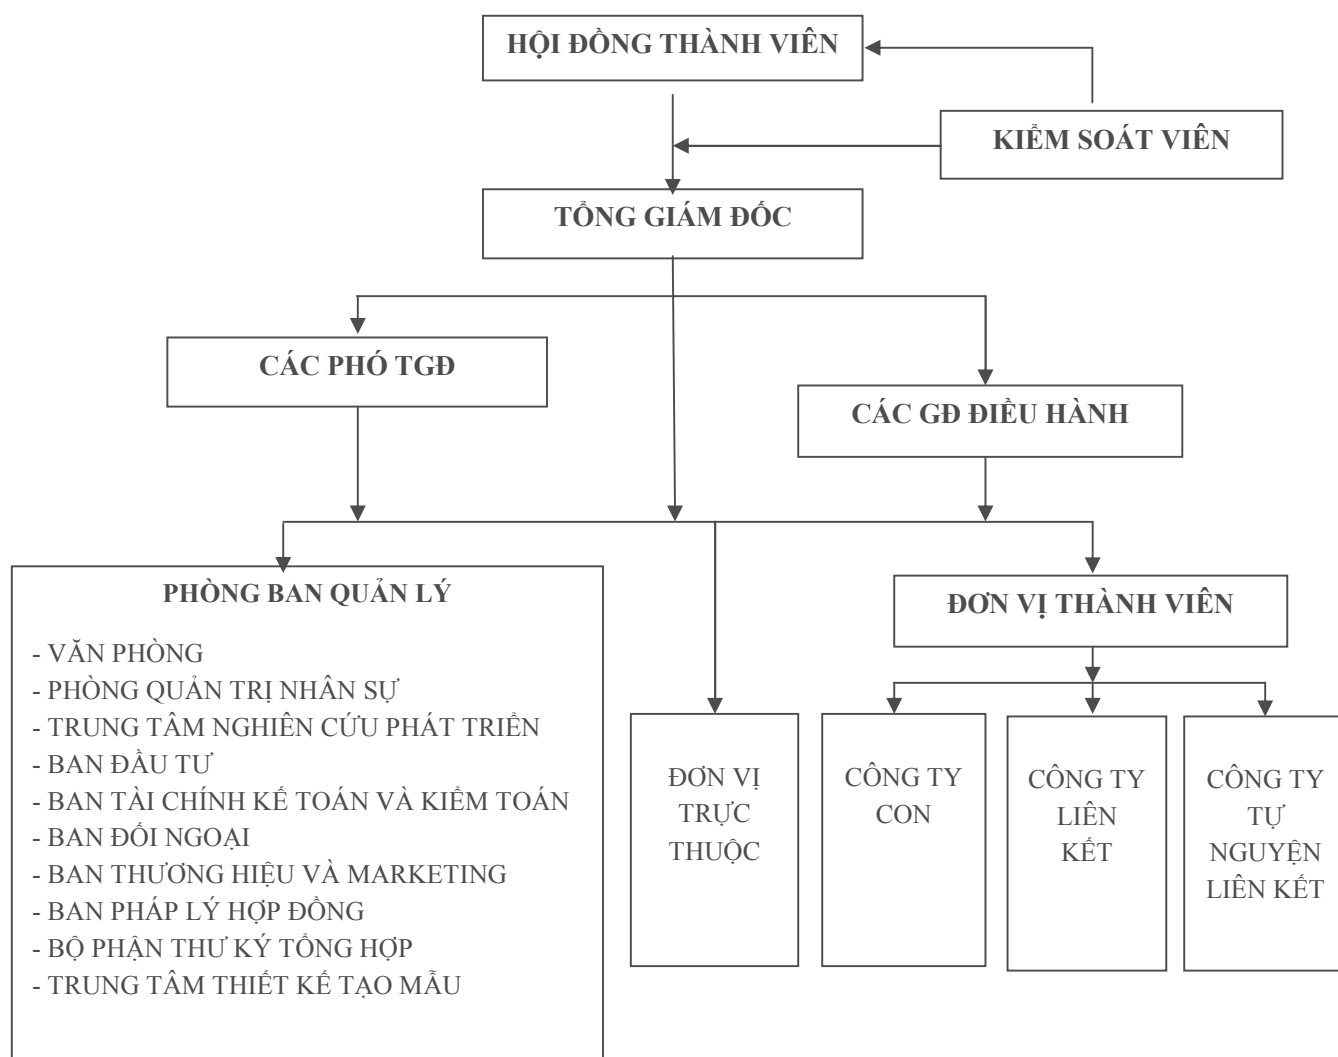 HỘI ĐỒNG THÀNH VIÊN
KIỂM SOÁT VIÊN
TỔNG GIÁM ĐỐC
CÁC PHÓ TGĐ
CÁC GĐ ĐIỀU HÀNH
PHÒNG BAN QUẢN LÝ
- VĂN PHÒNG
- PHÒNG QUẢN TRỊ NHÂN SỰ
- TRUNG TÂM NGHIÊN CỨU PHÁT TRIỂN
- BAN ĐẦU TƯ
- BAN TÀI CHÍNH KẾ TOÁN VÀ KIỂM TOÁN
- BAN ĐỐI NGOẠI
- BAN THƯƠNG HIỆU VÀ MARKETING
- BAN PHÁP LÝ HỢP ĐỒNG
- BỘ PHẬN THƯ KÝ TỔNG HỢP
- TRUNG TÂM THIẾT KẾ TẠO MẪU
ĐƠN VỊ THÀNH VIÊN
ĐƠN VỊ
TRỰC
THUỘC
CÔNG TY
CON
CÔNG TY
LIÊN
KẾT
CÔNG TY
TỰ
NGUYỆN
LIÊN KẾT